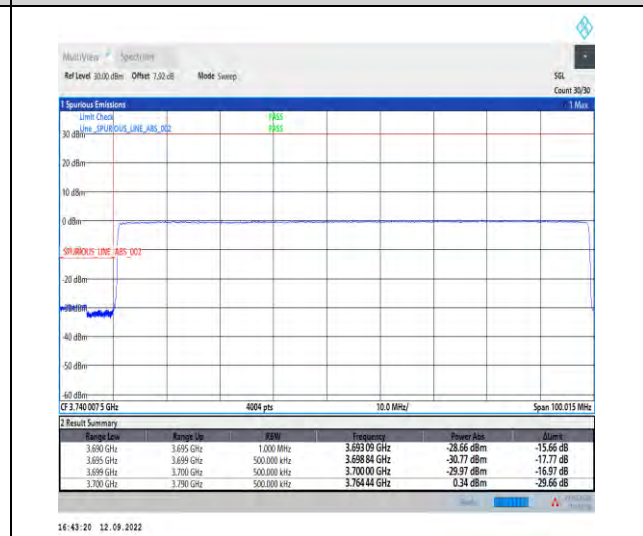 MultiView Spectrum
Ref Level 30.00 dBm Offset 7.92 dB Mode Sweep SGL
Count 30/30
1 Spurious Emissions 1 Max
Limit Check PASS
Line _SPURIOUS_LINE_ABS_002 PASS
30 dBm
20 dBm
10 dBm
0 dBm
SPURIOUS_LINE_ABS_002
-20 dBm
-30 dBm
-40 dBm
-50 dBm
-60 dBm
CF 3.740 007 5 GHz 4004 pts 10.0 MHz/ Span 100.015 MHz
2 Result Summary
Range Low Range Up RBW Frequency Power Abs ΔLimit
3.690 GHz 3.695 GHz 1.000 MHz 3.693 09 GHz -28.66 dBm -15.66 dB
3.695 GHz 3.699 GHz 500.000 kHz 3.698 84 GHz -30.77 dBm -17.77 dB
3.699 GHz 3.700 GHz 500.000 kHz 3.700 00 GHz -29.97 dBm -16.97 dB
3.700 GHz 3.790 GHz 500.000 kHz 3.764 44 GHz 0.34 dBm -29.66 dB
16:43:20 12.09.2022